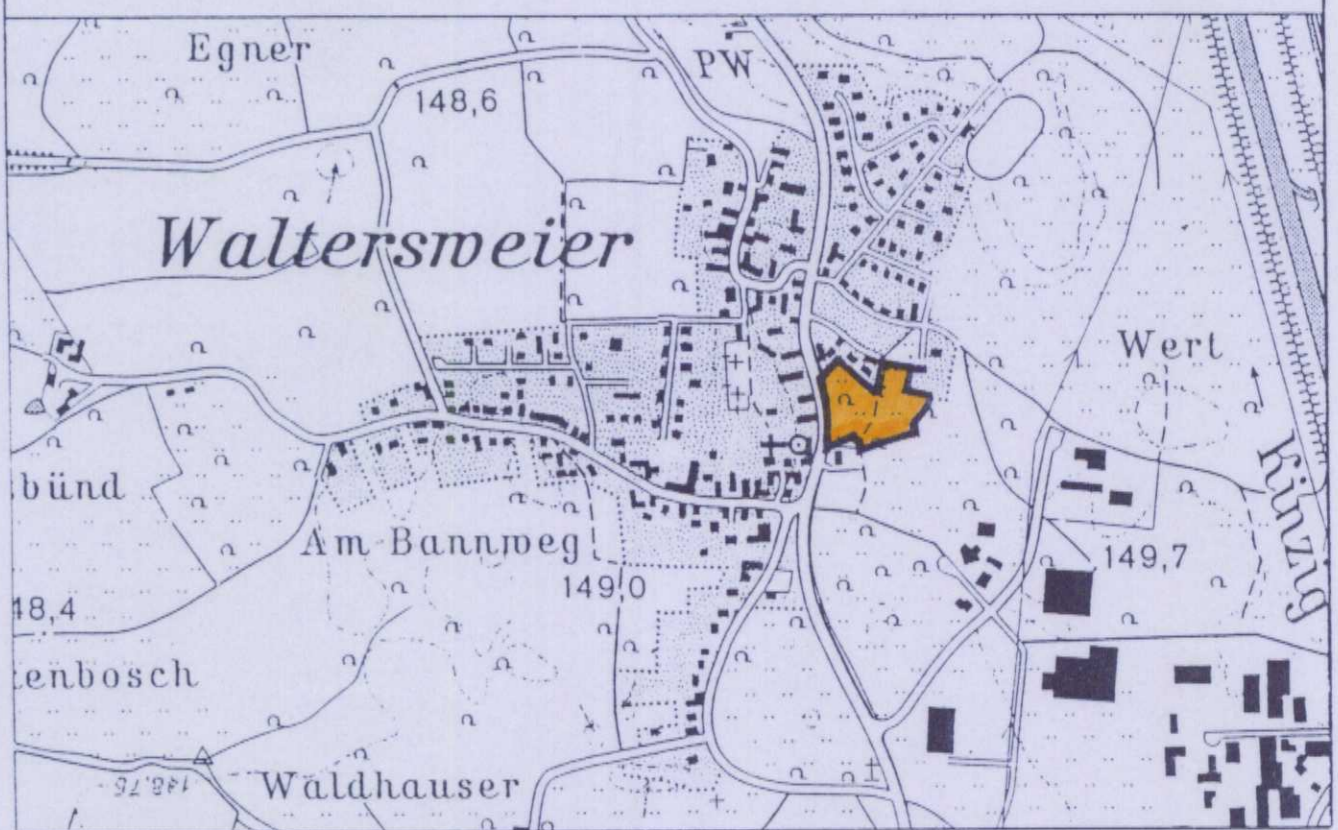 Egner
PW
148,6
Waltersweier
Wert
bünd
Kinzig
Am Bannweg
149,7
149,0
48,4
enbosch
148.75
Waldhauser